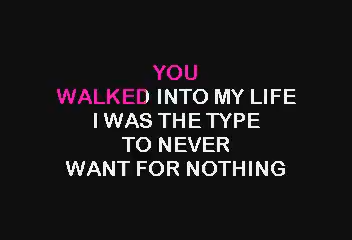 YOU
WALKED INTO MY LIFE
I WAS THE TYPE
TO NEVER
WANT FOR NOTHING